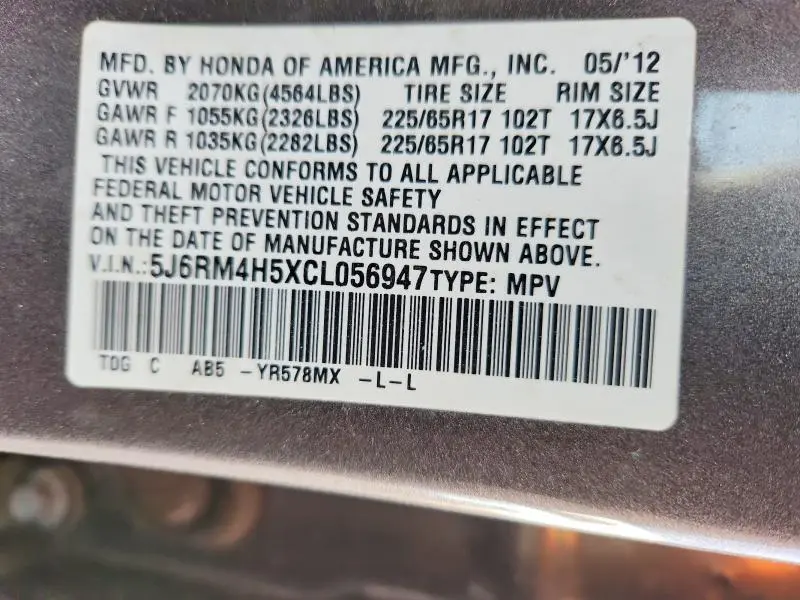 MFD. BY HONDA OF AMERICA MFG., INC. 05/'12
GVWR 2070KG(4564LBS) TIRE SIZE RIM SIZE
GAWR F 1055KG(2326LBS) 225/65R17 102T 17X6.5J
GAWR R 1035KG(2282LBS) 225/65R17 102T 17X6.5J
THIS VEHICLE CONFORMS TO ALL APPLICABLE
FEDERAL MOTOR VEHICLE SAFETY
AND THEFT PREVENTION STANDARDS IN EFFECT
ON THE DATE OF MANUFACTURE SHOWN ABOVE.
V.I.N.:5J6RM4H5XCL056947 TYPE: MPV
TDG C AB5 -YR578MX -L-L